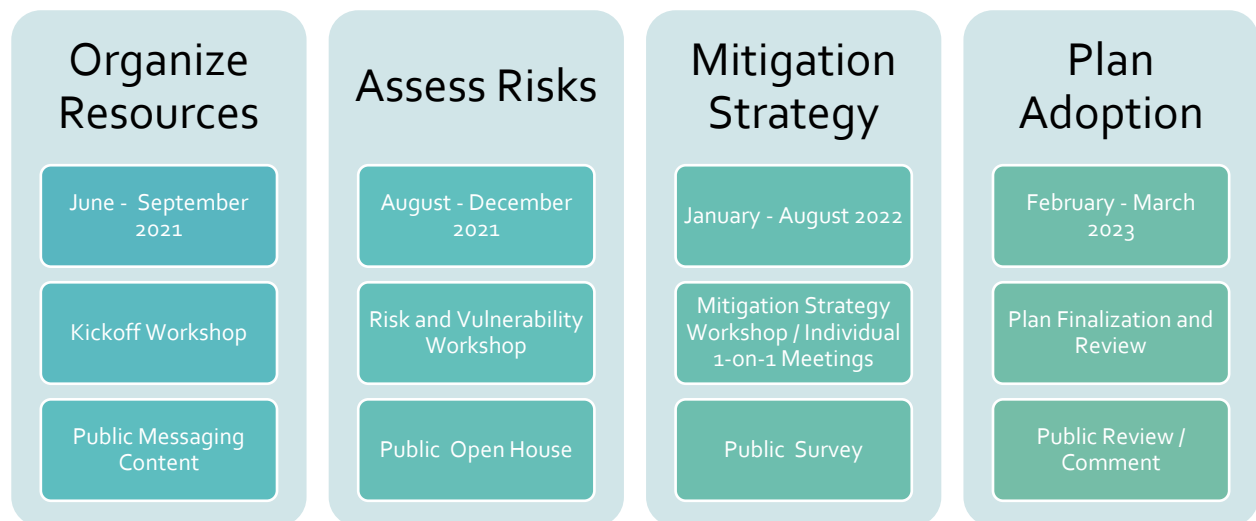 Organize
Resources
June - September
2021
Kickoff Workshop
Public Messaging
Content
Assess Risks
August - December
2021
Risk and Vulnerability
Workshop
Public Open House
Mitigation
Strategy
January - August 2022
Mitigation Strategy
Workshop / Individual
1-on-1 Meetings
Public Survey
Plan
Adoption
February - March
2023
Plan Finalization and
Review
Public Review /
Comment